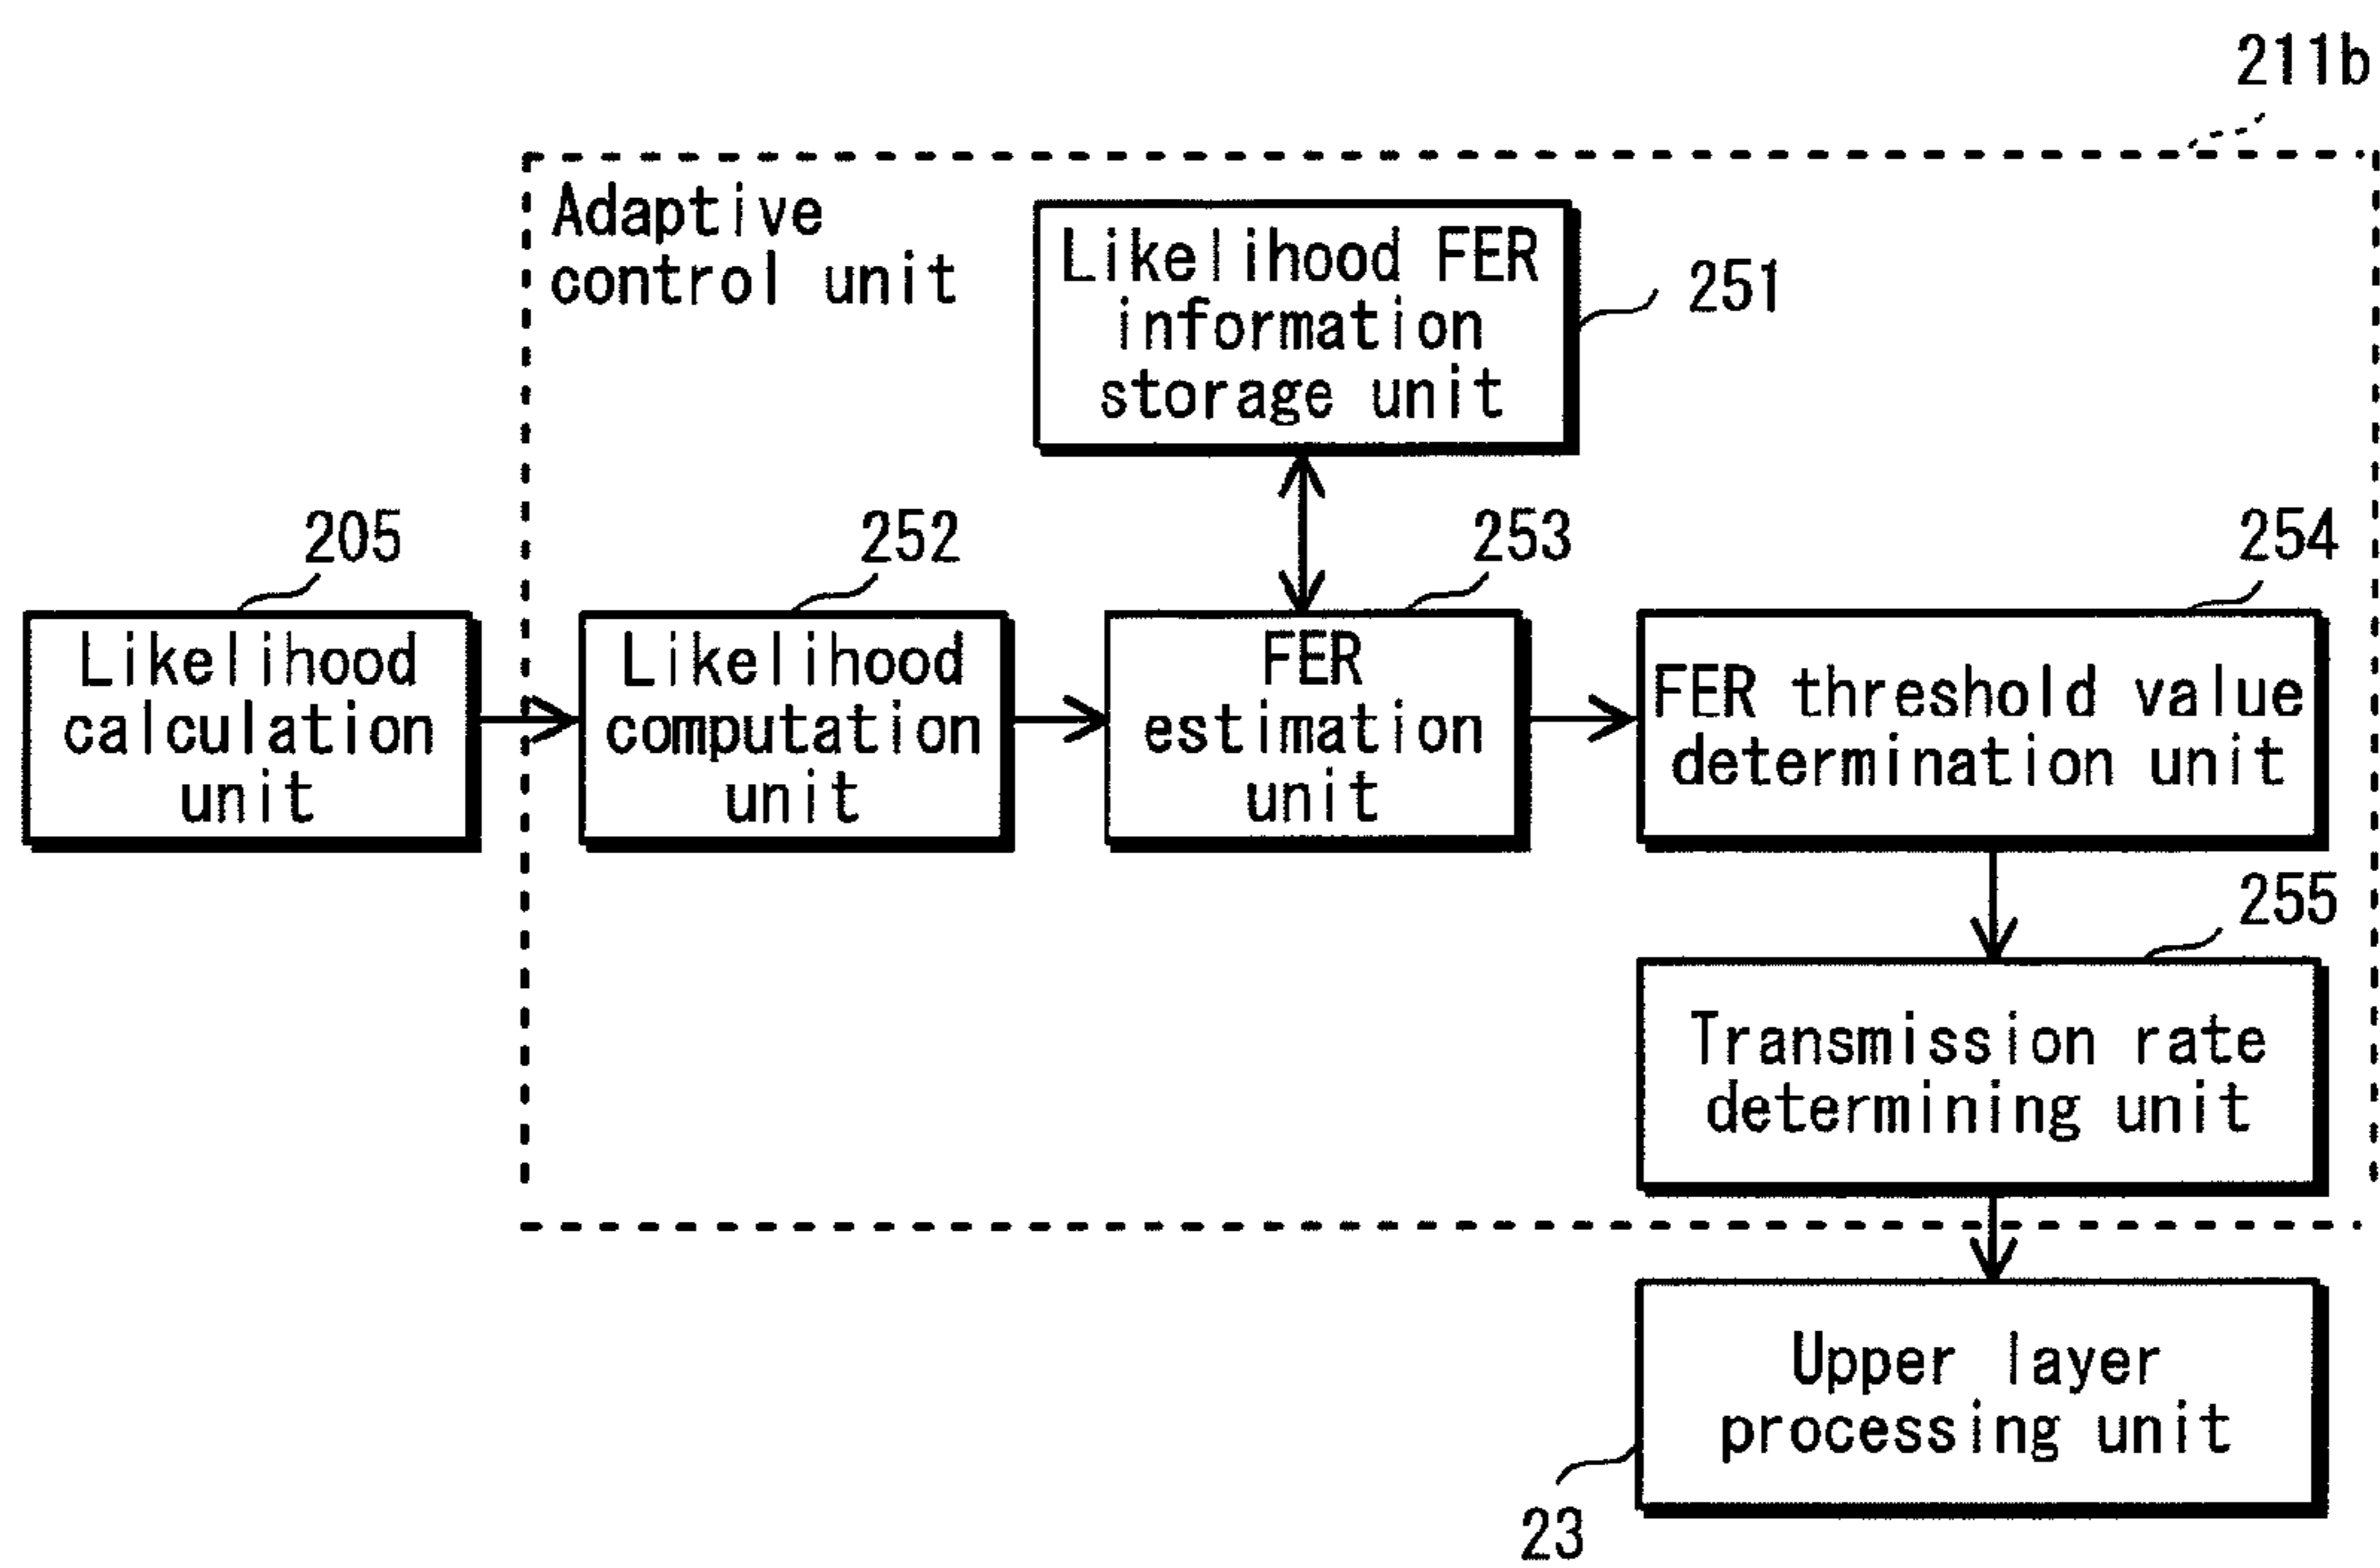 211b
Adaptive
control unit
Likelihood FER
information
storage unit
251
205
252
253
254
Likelihood
calculation
unit
Likelihood
computation
unit
FER
estimation
unit
FER threshold value
determination unit
255
Transmission rate
determining unit
Upper layer
processing unit
23